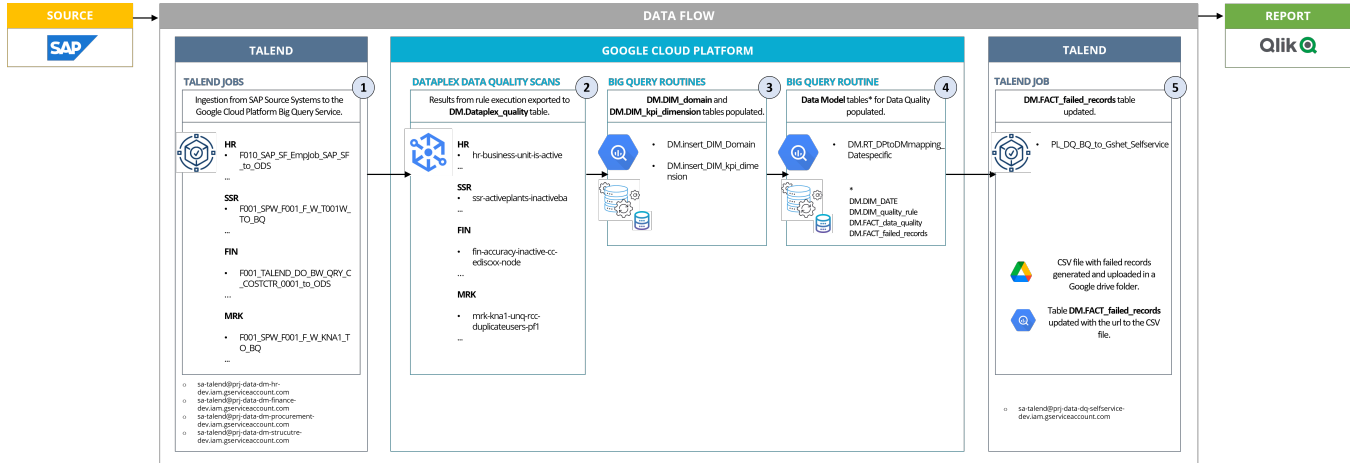 SOURCE
SAP
DATA FLOW
REPORT
Qlik
TALEND
TALEND JOBS
1
Ingestion from SAP Source Systems to the
Google Cloud Platform Big Query Service.
HR
• F010_SAP_SF_EmpJob_SAP_SF
_to_ODS
...
SSR
• F001_SPW_F001_F_W_T001W_
TO_BQ
...
FIN
• F001_TALEND_DO_BW_QRY_C
_COSTCTR_0001_to_ODS
...
MRK
• F001_SPW_F001_F_W_KNA1_T
O_BQ
...
o sa-talend@prj-data-dm-hr-
dev.iam.gserviceaccount.com
o sa-talend@prj-data-dm-finance-
dev.iam.gserviceaccount.com
o sa-talend@prj-data-dm-procurement-
dev.iam.gserviceaccount.com
o sa-talend@prj-data-dm-strucutre-
dev.iam.gserviceaccount.com
GOOGLE CLOUD PLATFORM
DATAPLEX DATA QUALITY SCANS
2
Results from rule execution exported to
DM.Dataplex_quality table.
HR
• hr-business-unit-is-active
...
SSR
• ssr-activeplants-inactiveba
...
FIN
• fin-accuracy-inactive-cc-
ediscxx-node
...
MRK
• mrk-kna1-unq-rcc-
duplicateusers-pf1
...
BIG QUERY ROUTINES
3
DM.DIM_domain and
DM.DIM_kpi_dimension tables populated.
• DM.insert_DIM_Domain
• DM.insert_DIM_kpi_dime
nsion
BIG QUERY ROUTINE
4
Data Model tables* for Data Quality
populated.
• DM.RT_DPtoDMmapping_
Datespecific
*
DM.DIM_DATE
DM.DIM_quality_rule
DM.FACT_data_quality
DM.FACT_failed_records
TALEND
TALEND JOB
5
DM.FACT_failed_records table
updated.
• PL_DQ_BQ_to_Gshet_Selfservice
CSV file with failed records
generated and uploaded in a
Google drive folder.
Table DM.FACT_failed_records
updated with the url to the CSV
file.
o sa-talend@prj-data-dq-selfservice-
dev.iam.gserviceaccount.com